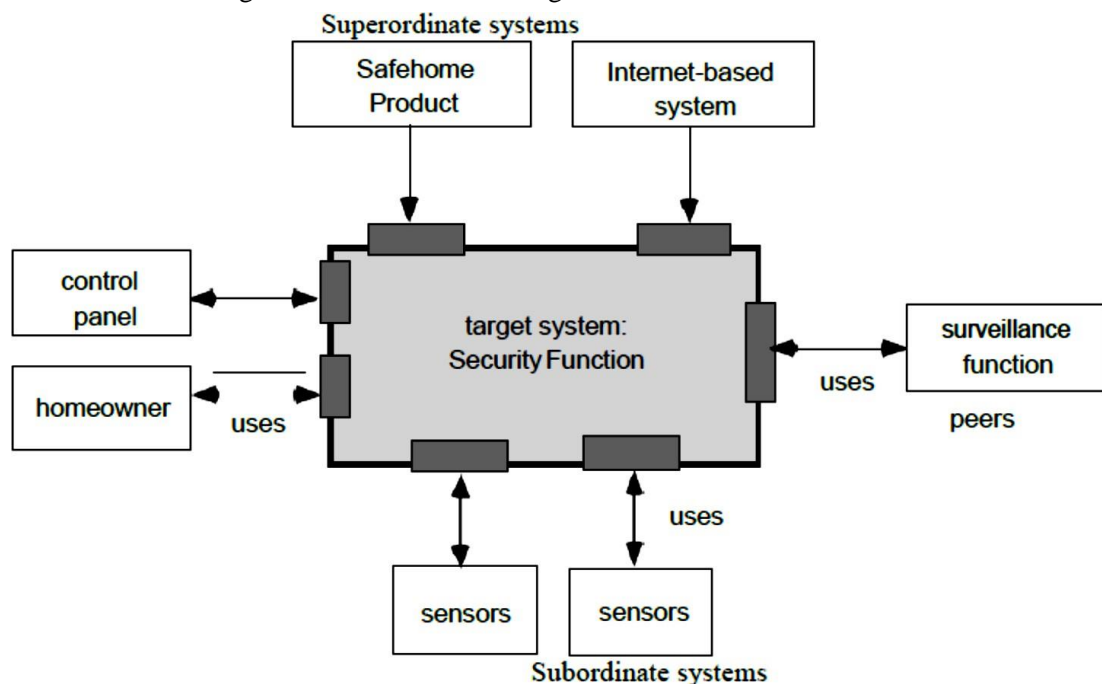 Superordinate systems
Safehome
Product
Internet-based
system
control
panel
target system:
Security Function
surveillance
function
homeowner
uses
uses
peers
uses
sensors
sensors
Subordinate systems